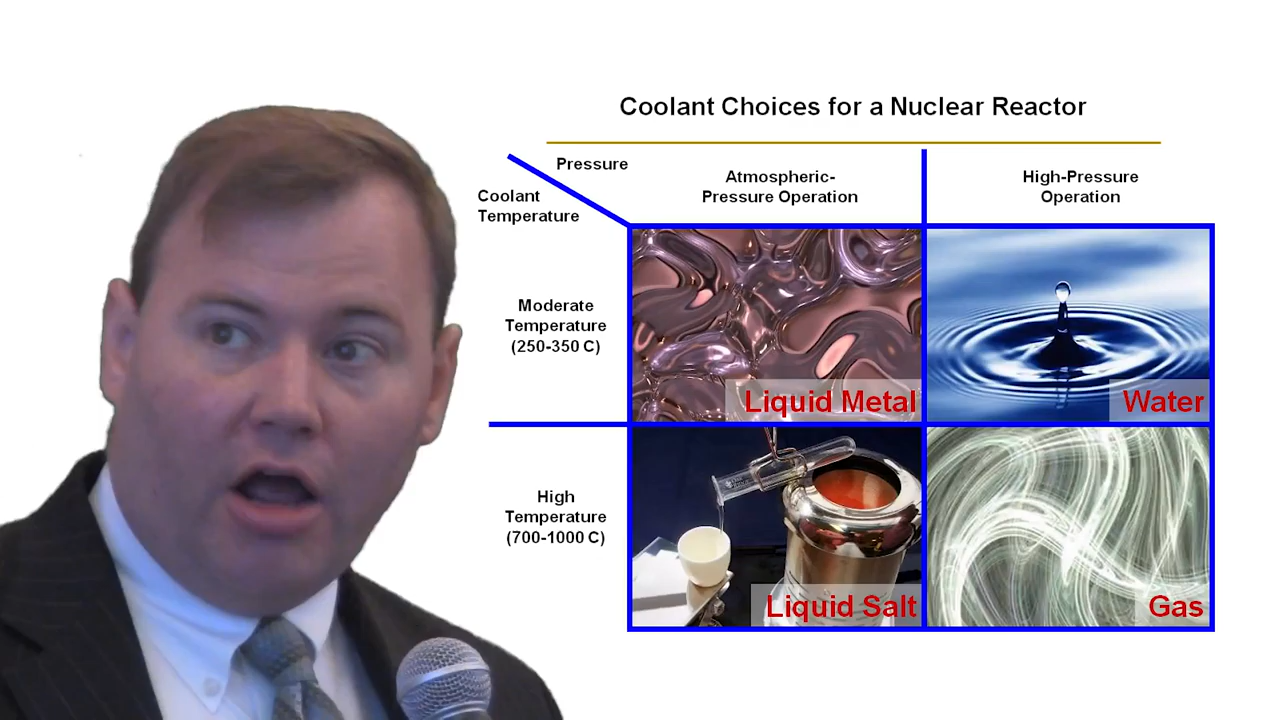 Coolant Choices for a Nuclear Reactor
Pressure
Coolant
Temperature
Atmospheric-
Pressure Operation
High-Pressure
Operation
Moderate
Temperature
(250-350 C)
Liquid Metal
Water
High
Temperature
(700-1000 C)
Liquid Salt
Gas